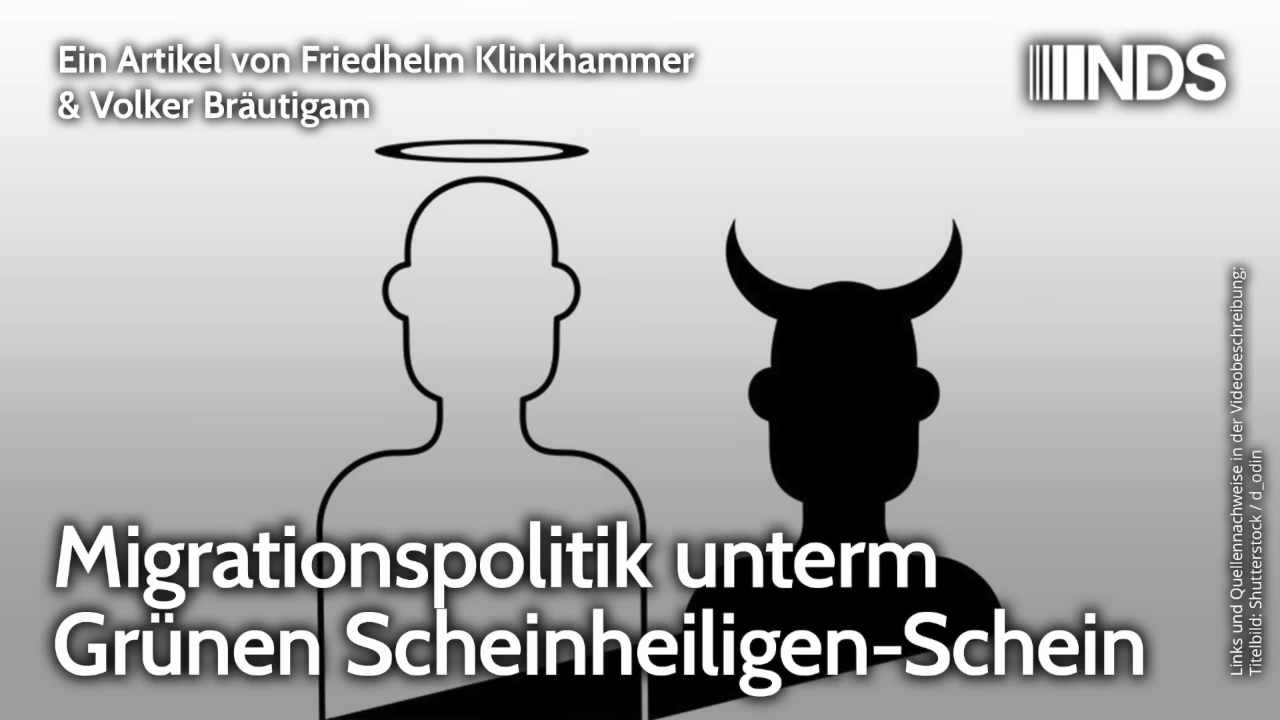 Ein Artikel von Friedhelm Klinkhammer
& Volker Bräutigam
NDS
Migrationspolitik unterm
Grünen Scheinheiligen-Schein
Links und Quellennachweise in der Videobeschreibung;
Titelbild: Shutterstock / d_odin